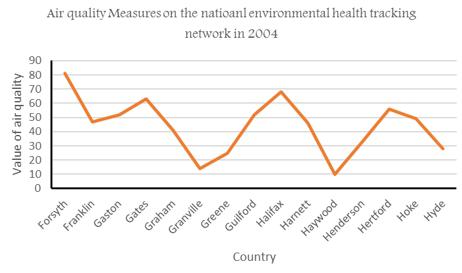 Air quality Measures on the natioanl environmental health tracking
network in 2004
Value of air quality
90
80
70
60
50
40
30
20
10
0
Forsyth
Franklin
Gaston
Gates
Graham
Granville
Greene
Guilford
Halifax
Harnett
Haywood
Henderson
Hertford
Hoke
Hyde
Country